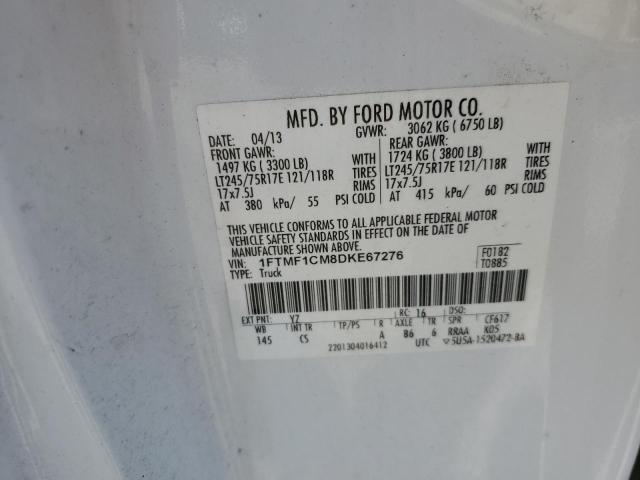 MFD. BY FORD MOTOR CO.
DATE: 04/13 GVWR: 3062 KG ( 6750 LB)
FRONT GAWR: REAR GAWR:
1497 KG ( 3300 LB) WITH 1724 KG ( 3800 LB) WITH
LT245/75R17E 121/118R TIRES LT245/75R17E 121/118R TIRES
17x7.5J RIMS 17x7.5J RIMS
AT 380 kPa/ 55 PSI COLD AT 415 kPa/ 60 PSI COLD
THIS VEHICLE CONFORMS TO ALL APPLICABLE FEDERAL MOTOR
VEHICLE SAFETY, BUMPER, AND THEFT PREVENTION STANDARDS IN EFFECT ON THE DATE OF
MANUFACTURE SHOWN ABOVE.
VIN: 1FTMF1CM8DKE67276 F0182
TYPE: Truck T0885
EXT PNT: YZ RC: 16 DSO:
WB INT TR TP/PS R AXLE TR SPR CF617
145 CS A B6 6 RRAA K05
2201304016412 UTC